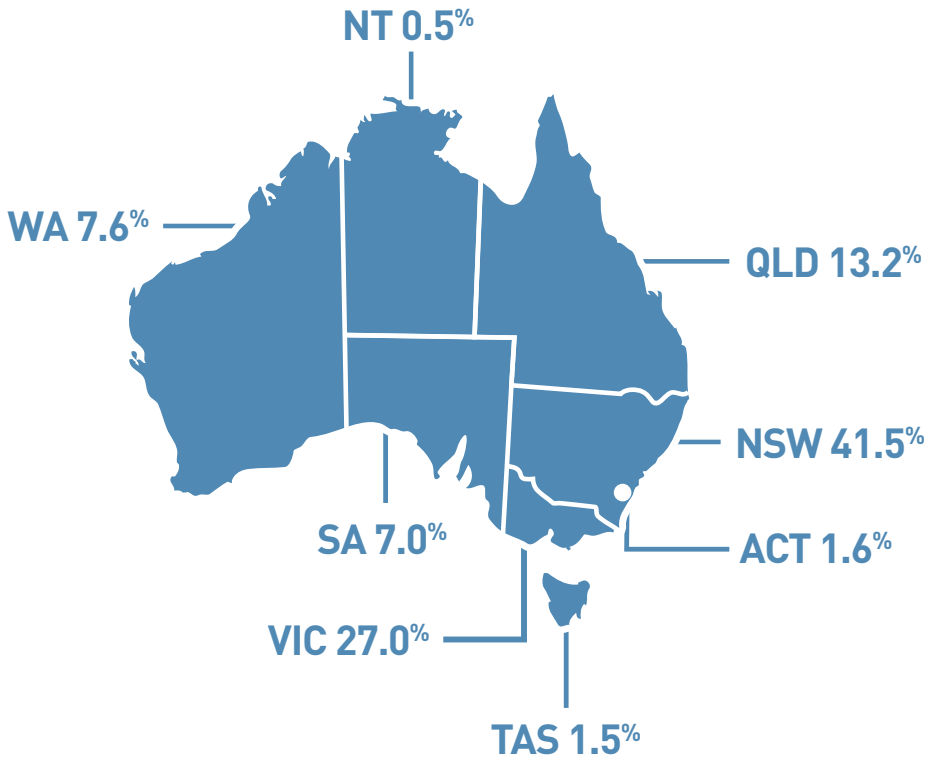 NT 0.5%
WA 7.6%
QLD 13.2%
NSW 41.5%
SA 7.0%
ACT 1.6%
VIC 27.0%
TAS 1.5%